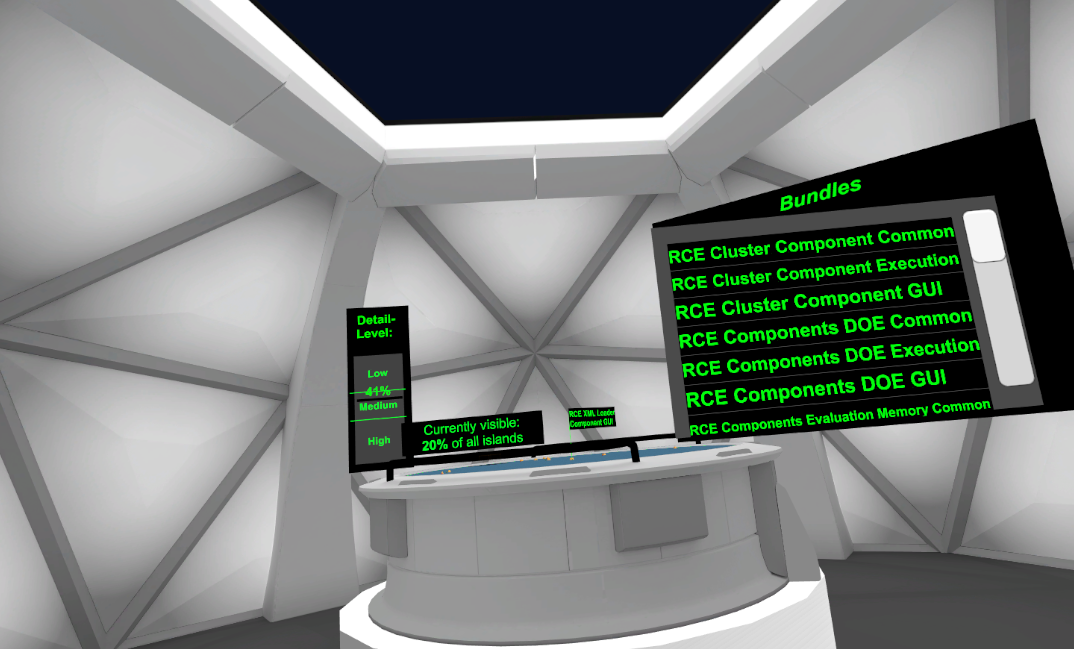 Bundles
RCE Cluster Component Common
RCE Cluster Component Execution
RCE Cluster Component GUI
RCE Components DOE Common
RCE Components DOE Execution
RCE Components DOE GUI
RCE Components Evaluation Memory Common
Detail-
Level:
Low
41%
Medium
High
Currently visible:
20% of all islands
RCE XML Loader
Component GUI